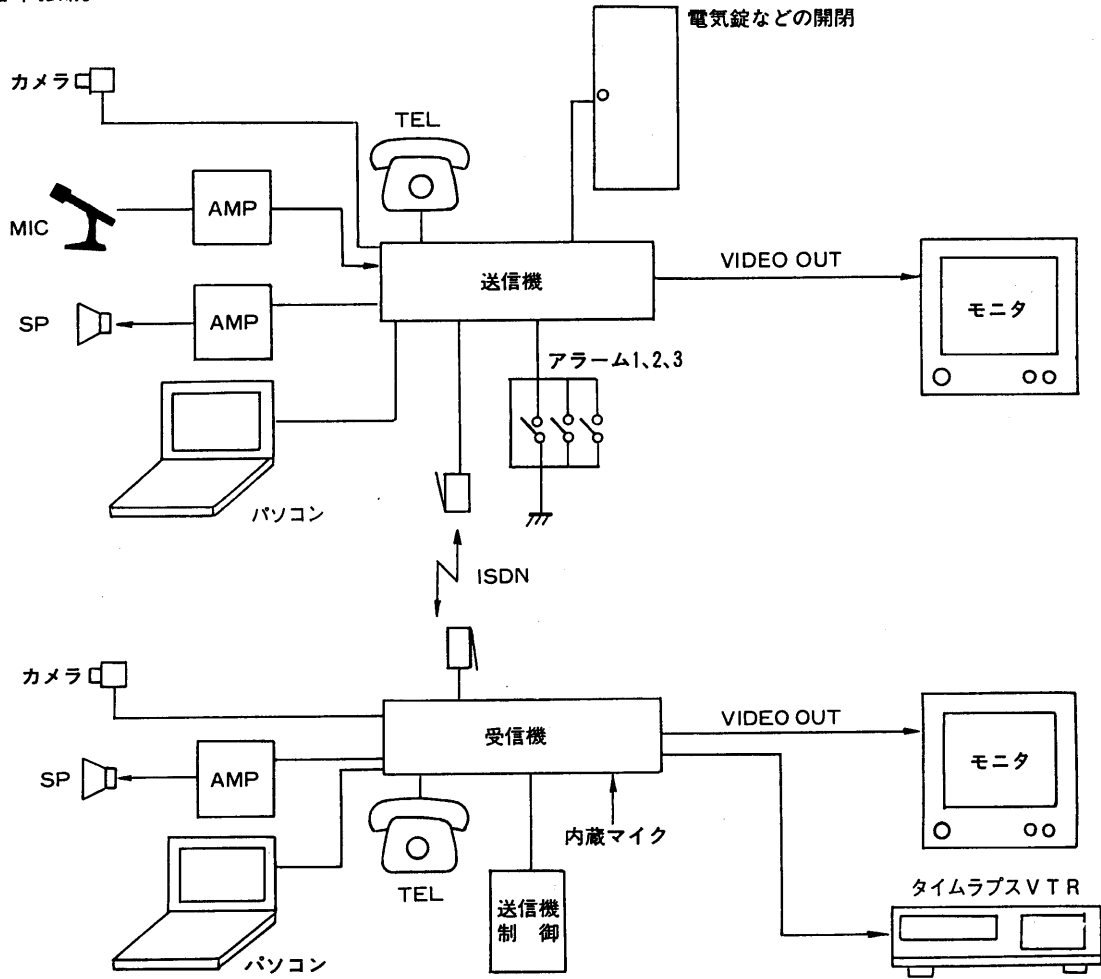 電気錠などの開閉
カメラ
TEL
AMP
MIC
送信機
VIDEO OUT
モニタ
SP
AMP
アラーム1、2、3
パソコン
ISDN
カメラ
受信機
VIDEO OUT
モニタ
SP
AMP
内蔵マイク
TEL
送信機
制 御
タイムラプスVTR
パソコン